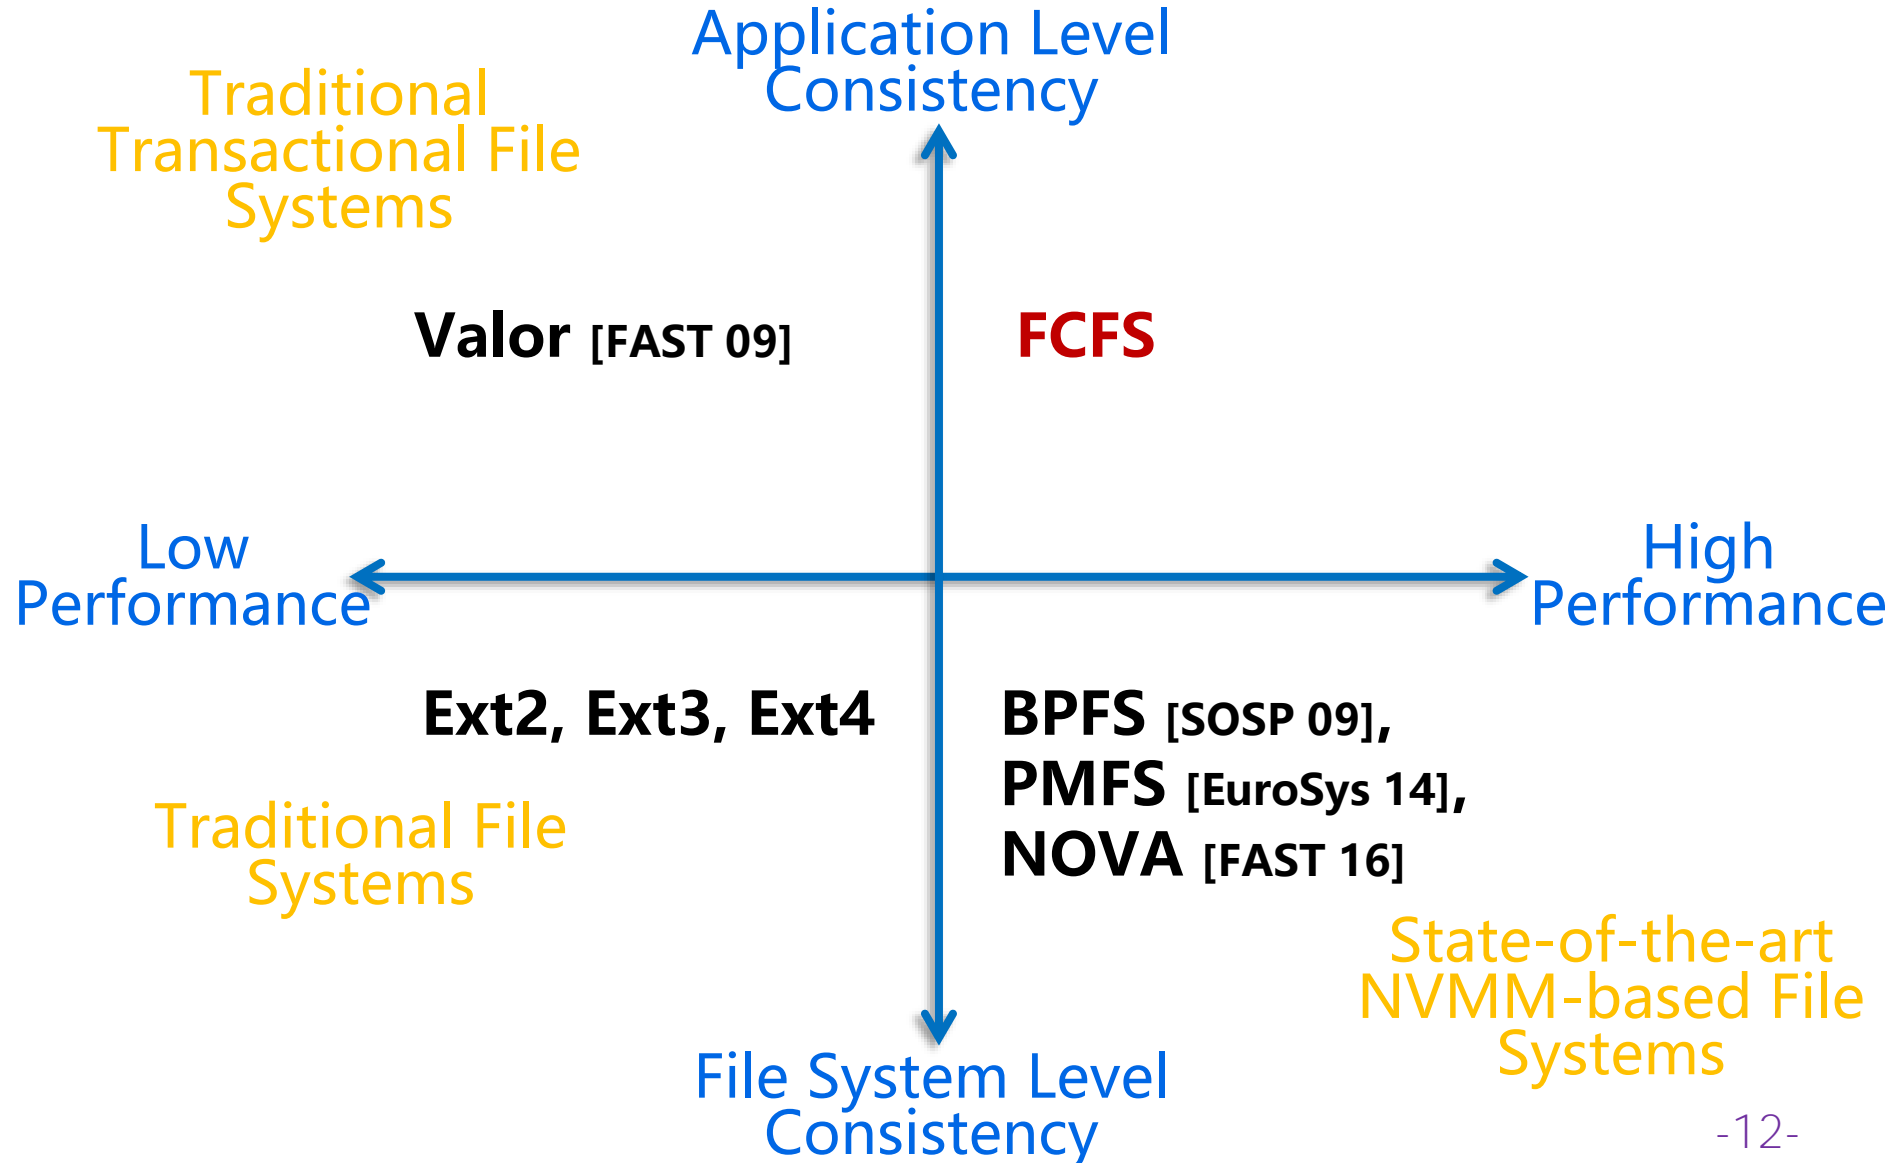 Application Level
Consistency
Traditional
Transactional File
Systems
Valor [FAST 09]
FCFS
Low
Performance
High
Performance
Ext2, Ext3, Ext4
BPFS [SOSP 09],
PMFS [EuroSys 14],
NOVA [FAST 16]
Traditional File
Systems
State-of-the-art
NVMM-based File
Systems
File System Level
Consistency
-12-